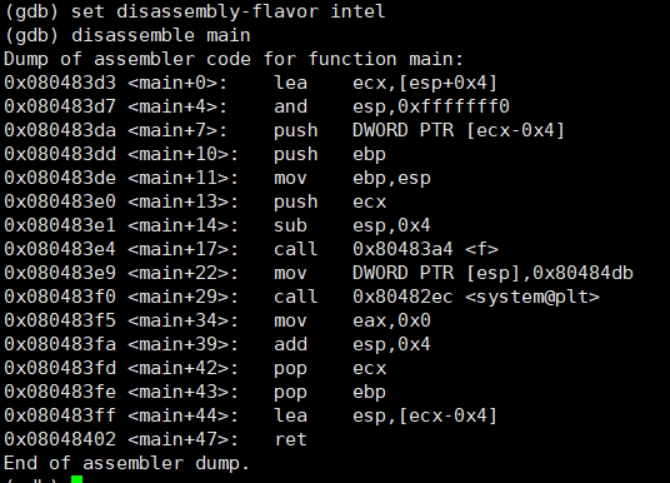 (gdb) set disassembly-flavor intel
(gdb) disassemble main
Dump of assembler code for function main:
0x080483d3 <main+0>:    lea    ecx,[esp+0x4]
0x080483d7 <main+4>:    and    esp,0xfffffff0
0x080483da <main+7>:    push   DWORD PTR [ecx-0x4]
0x080483dd <main+10>:   push   ebp
0x080483de <main+11>:   mov    ebp,esp
0x080483e0 <main+13>:   push   ecx
0x080483e1 <main+14>:   sub    esp,0x4
0x080483e4 <main+17>:   call   0x80483a4 <f>
0x080483e9 <main+22>:   mov    DWORD PTR [esp],0x80484db
0x080483f0 <main+29>:   call   0x80482ec <system@plt>
0x080483f5 <main+34>:   mov    eax,0x0
0x080483fa <main+39>:   add    esp,0x4
0x080483fd <main+42>:   pop    ecx
0x080483fe <main+43>:   pop    ebp
0x080483ff <main+44>:   lea    esp,[ecx-0x4]
0x08048402 <main+47>:   ret
End of assembler dump.
(gdb)